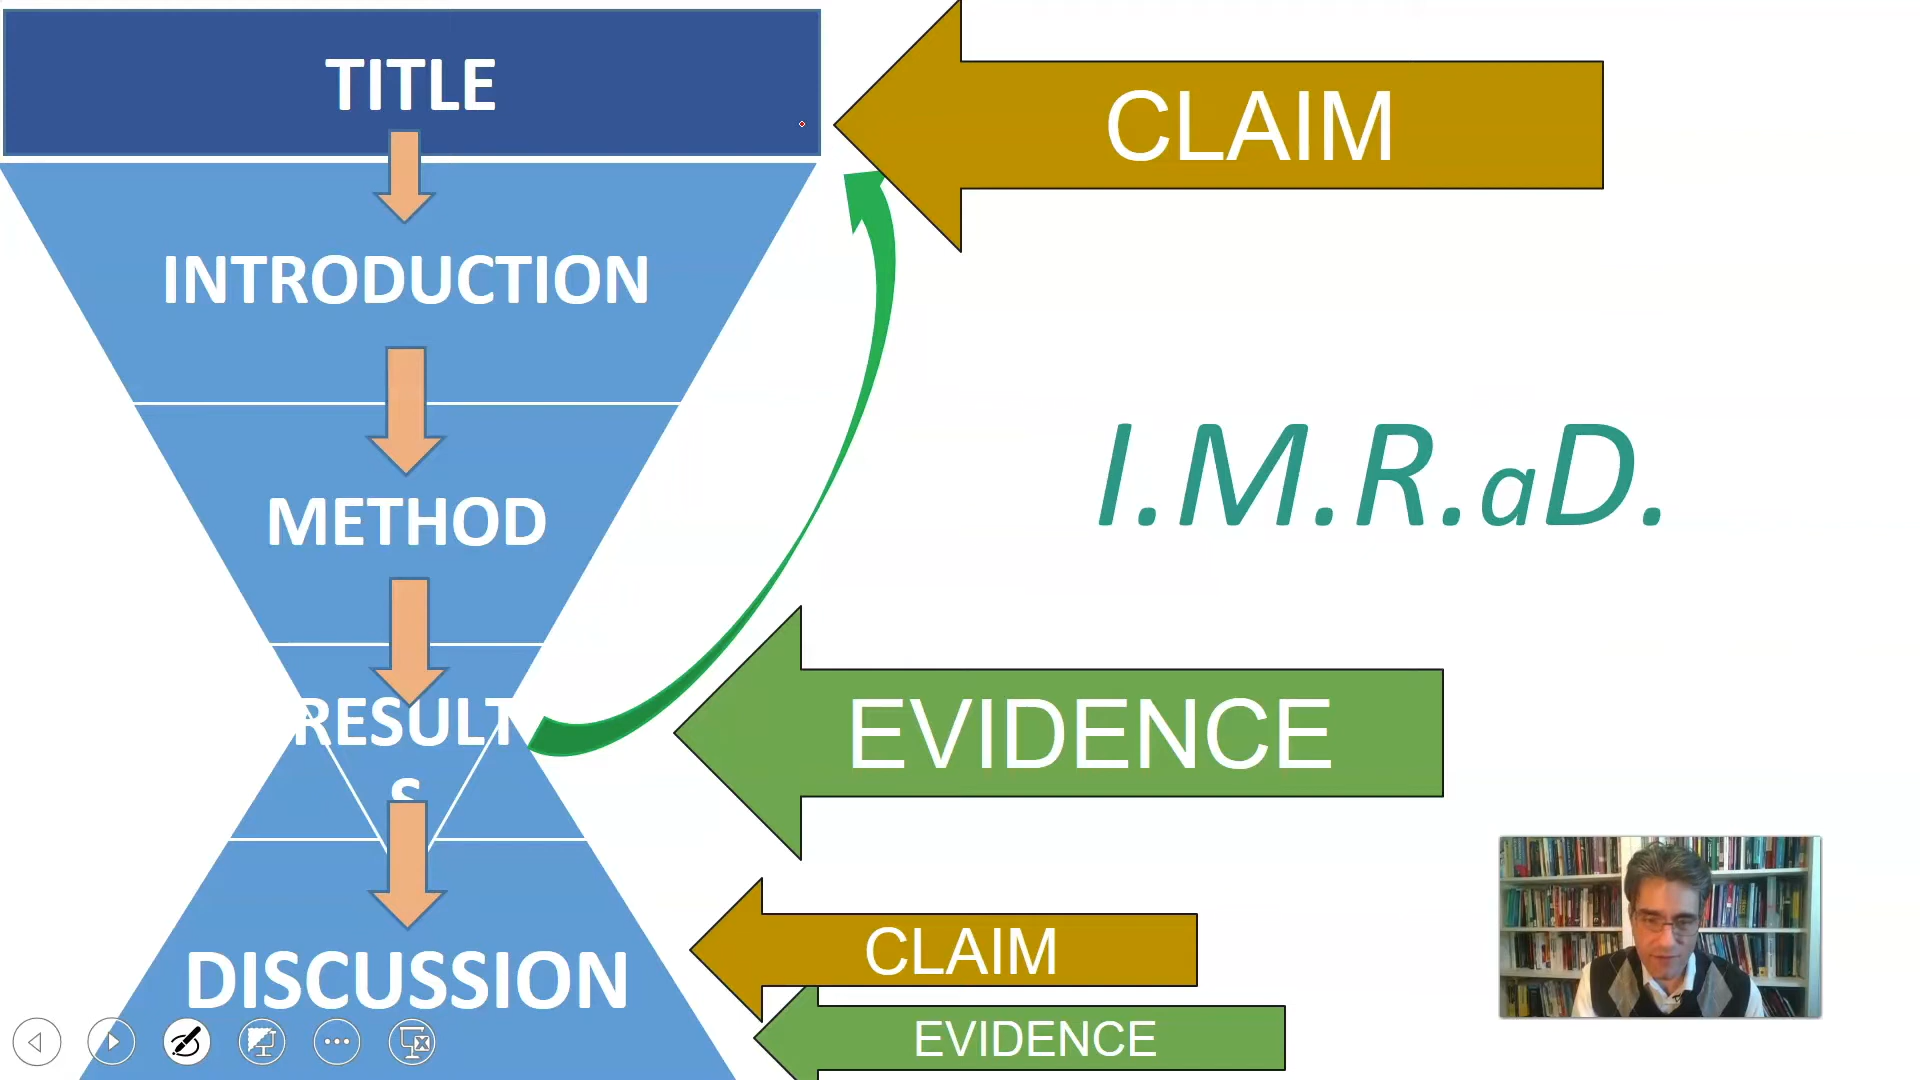 TITLE
CLAIM
INTRODUCTION
I.M.R.aD.
METHOD
RESULT
S
EVIDENCE
DISCUSSION
CLAIM
EVIDENCE